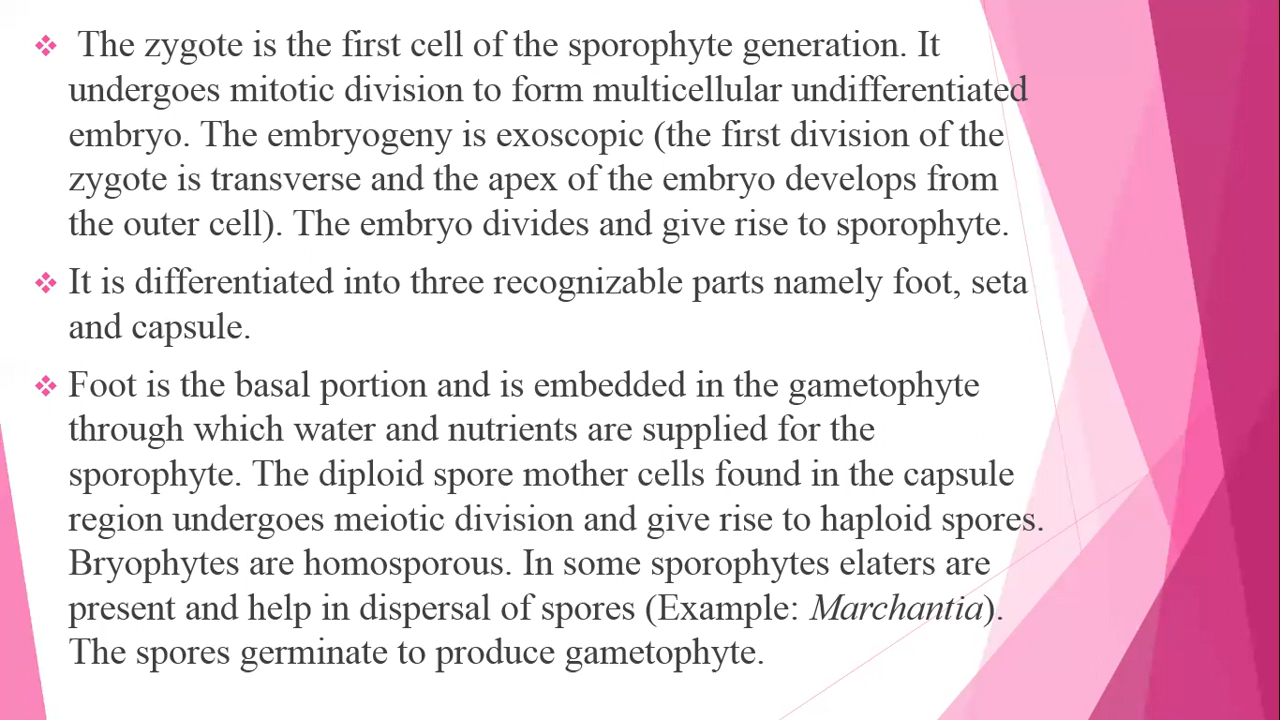 ❖ The zygote is the first cell of the sporophyte generation. It
undergoes mitotic division to form multicellular undifferentiated
embryo. The embryogeny is exoscopic (the first division of the
zygote is transverse and the apex of the embryo develops from
the outer cell). The embryo divides and give rise to sporophyte.
❖ It is differentiated into three recognizable parts namely foot, seta
and capsule.
❖ Foot is the basal portion and is embedded in the gametophyte
through which water and nutrients are supplied for the
sporophyte. The diploid spore mother cells found in the capsule
region undergoes meiotic division and give rise to haploid spores.
Bryophytes are homosporous. In some sporophytes elaters are
present and help in dispersal of spores (Example: Marchantia).
The spores germinate to produce gametophyte.